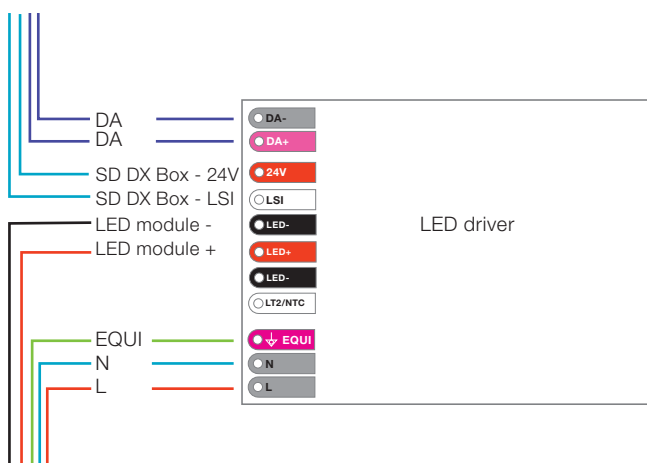 DA DA-
DA DA+
SD DX Box - 24V 24V
SD DX Box - LSI LSI
LED module - LED- LED driver
LED module + LED+
LED-
LT2/NTC
EQUI EQUI
N N
L L